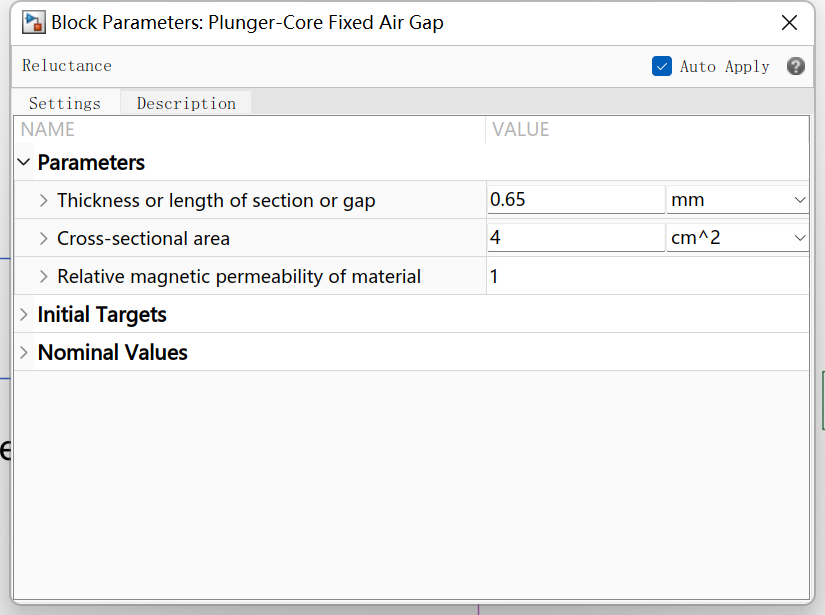 Block Parameters: Plunger-Core Fixed Air Gap
Reluctance
Auto Apply
Settings Description
NAME VALUE
Parameters
Thickness or length of section or gap 0.65 mm
Cross-sectional area 4 cm^2
Relative magnetic permeability of material 1
Initial Targets
Nominal Values
e